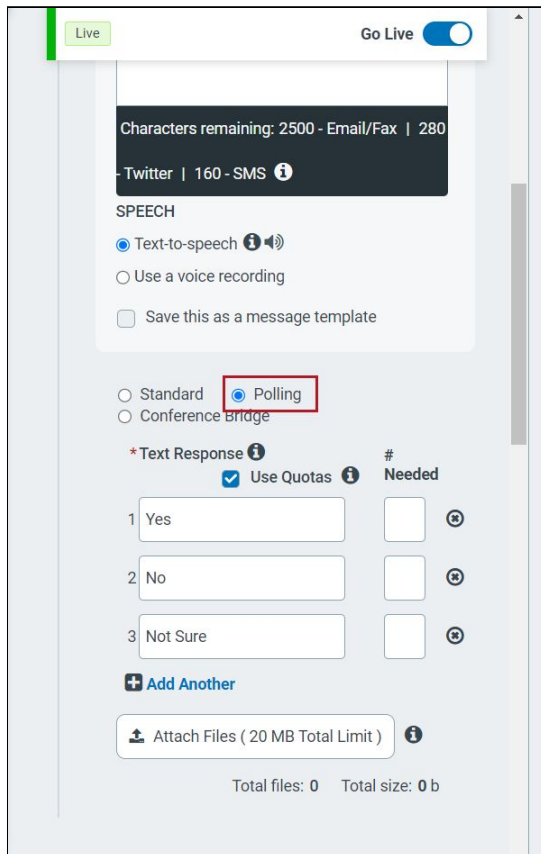 Live Go Live
Characters remaining: 2500 - Email/Fax | 280
- Twitter | 160 - SMS
SPEECH
Text-to-speech
Use a voice recording
Save this as a message template
Standard Polling
Conference Bridge
*Text Response #
Use Quotas Needed
1 Yes
2 No
3 Not Sure
Add Another
Attach Files ( 20 MB Total Limit )
Total files: 0 Total size: 0 b